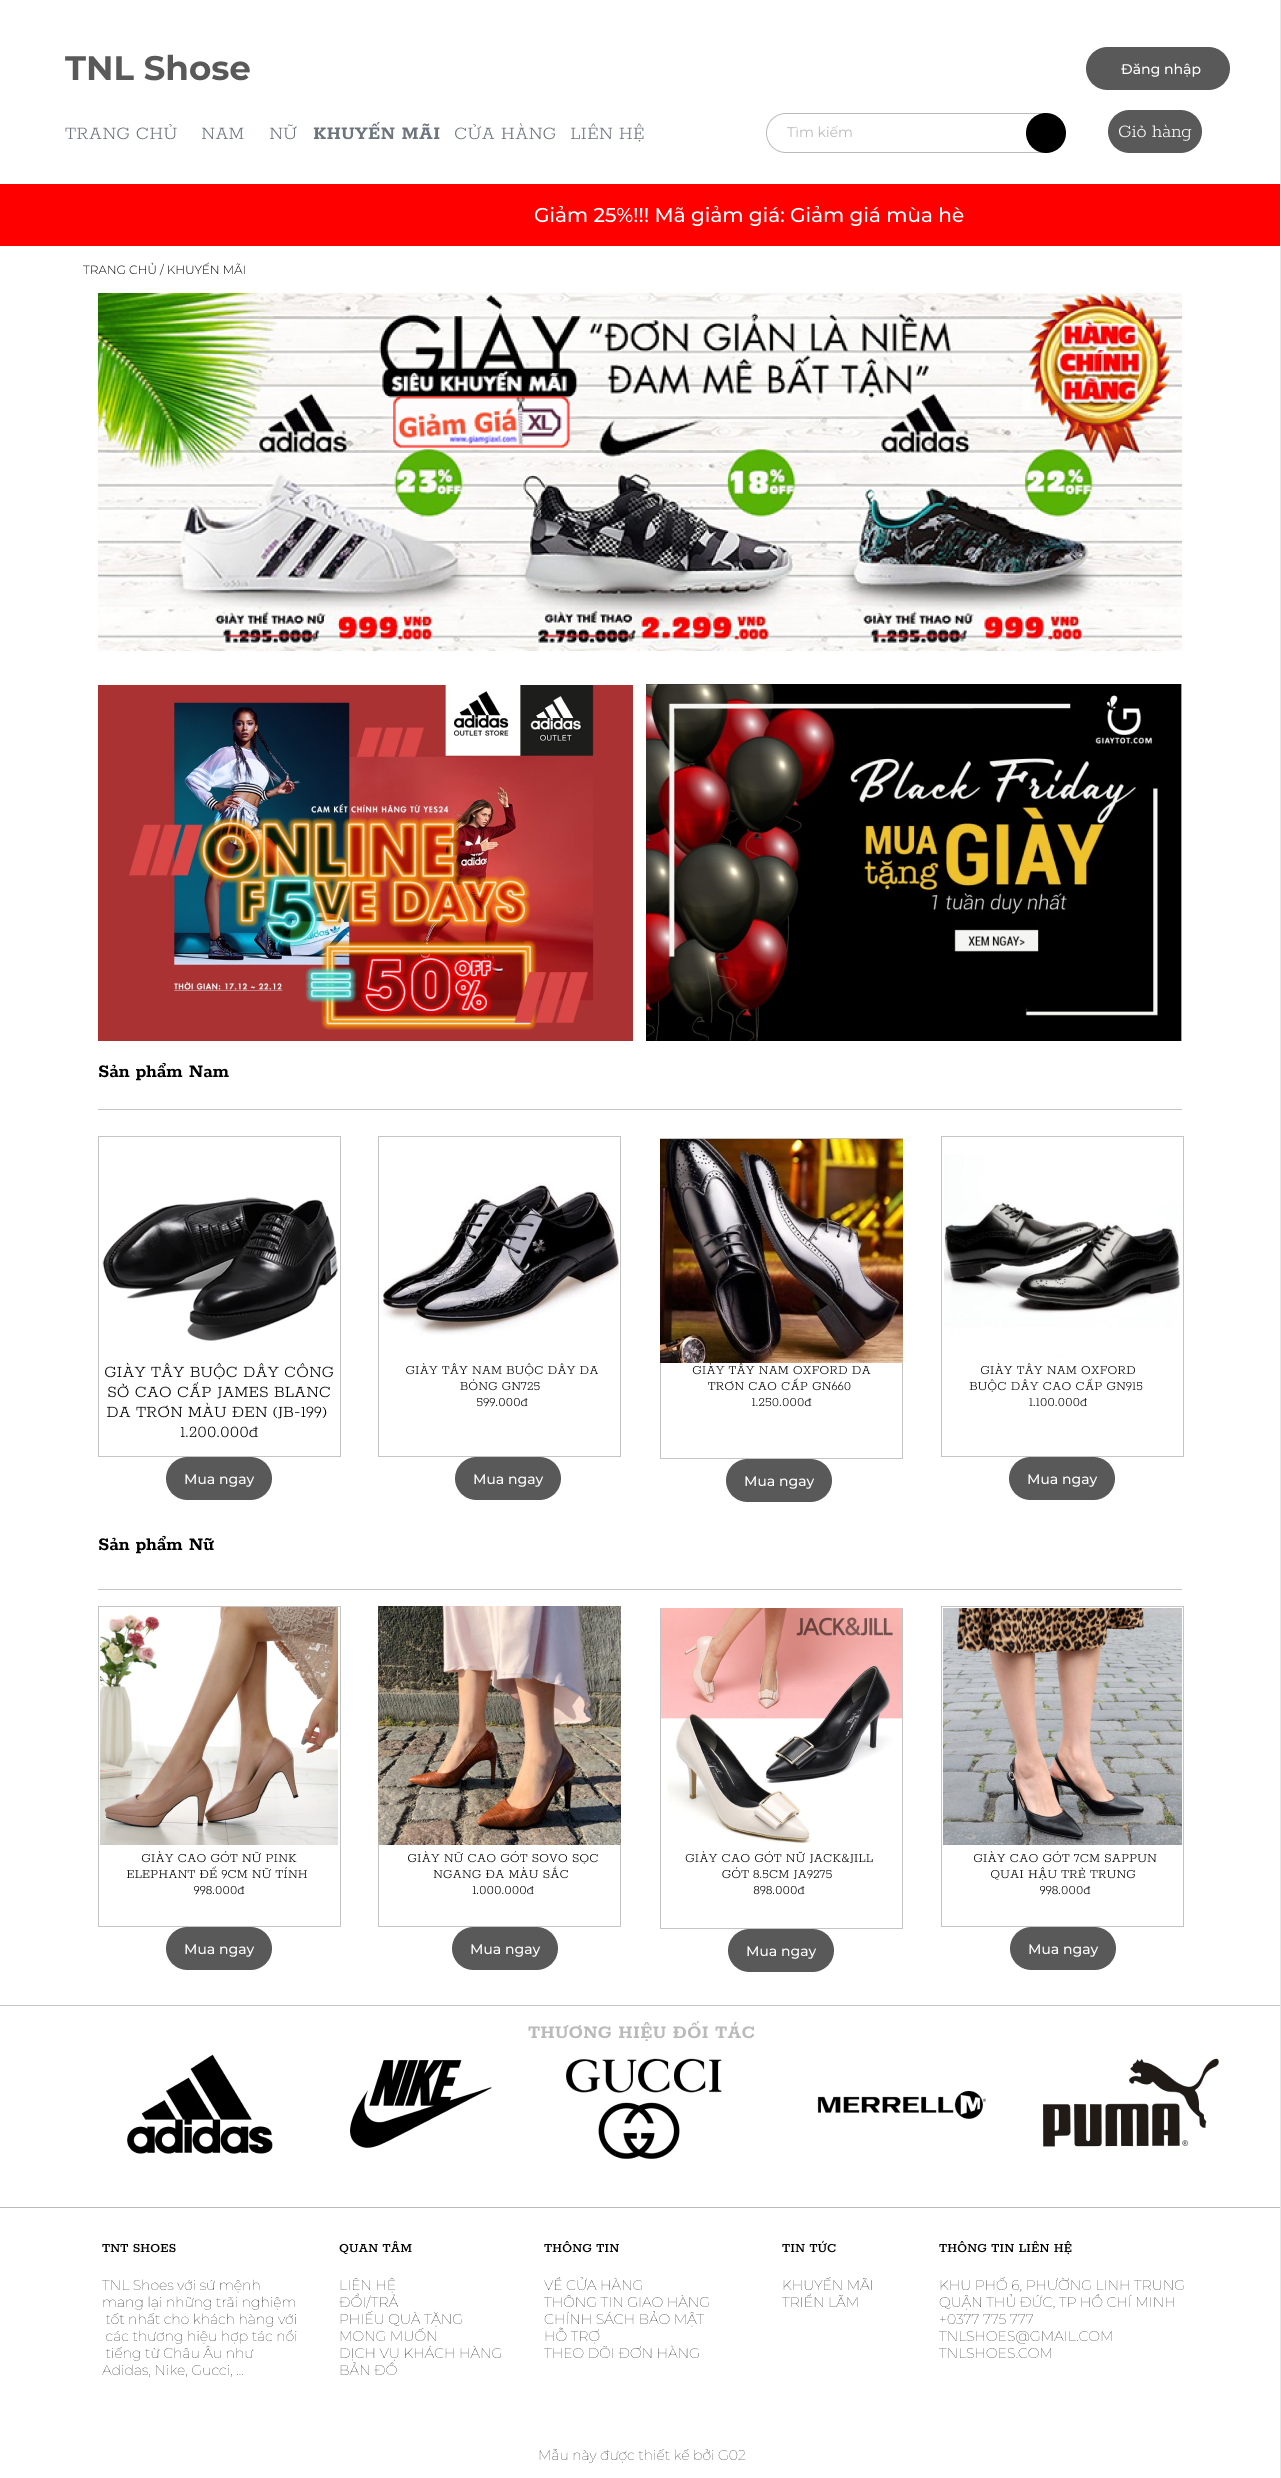 TNL Shose
Đăng nhập
TRANG CHỦ NAM NỮ KHUYẾN MÃI CỬA HÀNG LIÊN HỆ
Tìm kiếm
Giỏ hàng
Giảm 25%!!! Mã giảm giá: Giảm giá mùa hè
TRANG CHỦ / KHUYẾN MÃI
GIÀY "ĐƠN GIẢN LÀ NIỀM
ĐAM MÊ BẤT TẬN"
SIÊU KHUYẾN MÃI
Giảm Giá XL
www.giamgiaxl.com
HÀNG
CHÍNH
HÀNG
adidas
adidas
23% OFF
18% OFF
22% OFF
GIÀY THỂ THAO NỮ
1.295.000đ 999.000 VND
GIÀY THỂ THAO
2.790.000đ 2.299.000 VND
GIÀY THỂ THAO NỮ
1.295.000đ 999.000 VND
adidas
OUTLET STORE
adidas
OUTLET
CAM KẾT CHÍNH HÃNG TỪ YES24
ONLINE
F5VE DAYS
adidas
adidas
50% OFF
THỜI GIAN: 17.12 ~ 22.12
G
GIAYTOT.COM
Black Friday
MUA
tặng GIÀY
1 tuần duy nhất
XEM NGAY>
Sản phẩm Nam
GIÀY TÂY BUỘC DÂY CÔNG
SỞ CAO CẤP JAMES BLANC
DA TRƠN MÀU ĐEN (JB-199)
1.200.000đ
Mua ngay
GIÀY TÂY NAM BUỘC DÂY DA
BÓNG GN725
599.000đ
Mua ngay
GIÀY TÂY NAM OXFORD DA
TRƠN CAO CẤP GN660
1.250.000đ
Mua ngay
GIÀY TÂY NAM OXFORD
BUỘC DÂY CAO CẤP GN915
1.100.000đ
Mua ngay
Sản phẩm Nữ
GIÀY CAO GÓT NỮ PINK
ELEPHANT ĐẾ 9CM NỮ TÍNH
998.000đ
Mua ngay
GIÀY NỮ CAO GÓT SOVO SỌC
NGANG ĐA MÀU SẮC
1.000.000đ
Mua ngay
JACK&JILL
GIÀY CAO GÓT NỮ JACK&JILL
GÓT 8.5CM JA9275
898.000đ
Mua ngay
GIÀY CAO GÓT 7CM SAPPUN
QUAI HẬU TRẺ TRUNG
998.000đ
Mua ngay
THƯƠNG HIỆU ĐỐI TÁC
adidas
NIKE
GUCCI
MERRELL M
PUMA
TNT SHOES
TNL Shoes với sứ mệnh
mang lại những trãi nghiệm
tốt nhất cho khách hàng với
các thương hiệu hợp tác nổi
tiếng từ Châu Âu như
Adidas, Nike, Gucci, ...
QUAN TÂM
LIÊN HỆ
ĐỔI/TRẢ
PHIẾU QUÀ TẶNG
MONG MUỐN
DỊCH VỤ KHÁCH HÀNG
BẢN ĐỒ
THÔNG TIN
VỀ CỬA HÀNG
THÔNG TIN GIAO HÀNG
CHÍNH SÁCH BẢO MẬT
HỖ TRỢ
THEO DÕI ĐƠN HÀNG
TIN TỨC
KHUYẾN MÃI
TRIỂN LÃM
THÔNG TIN LIÊN HỆ
KHU PHỐ 6, PHƯỜNG LINH TRUNG
QUẬN THỦ ĐỨC, TP HỒ CHÍ MINH
+0377 775 777
TNLSHOES@GMAIL.COM
TNLSHOES.COM
Mẫu này được thiết kế bởi G02